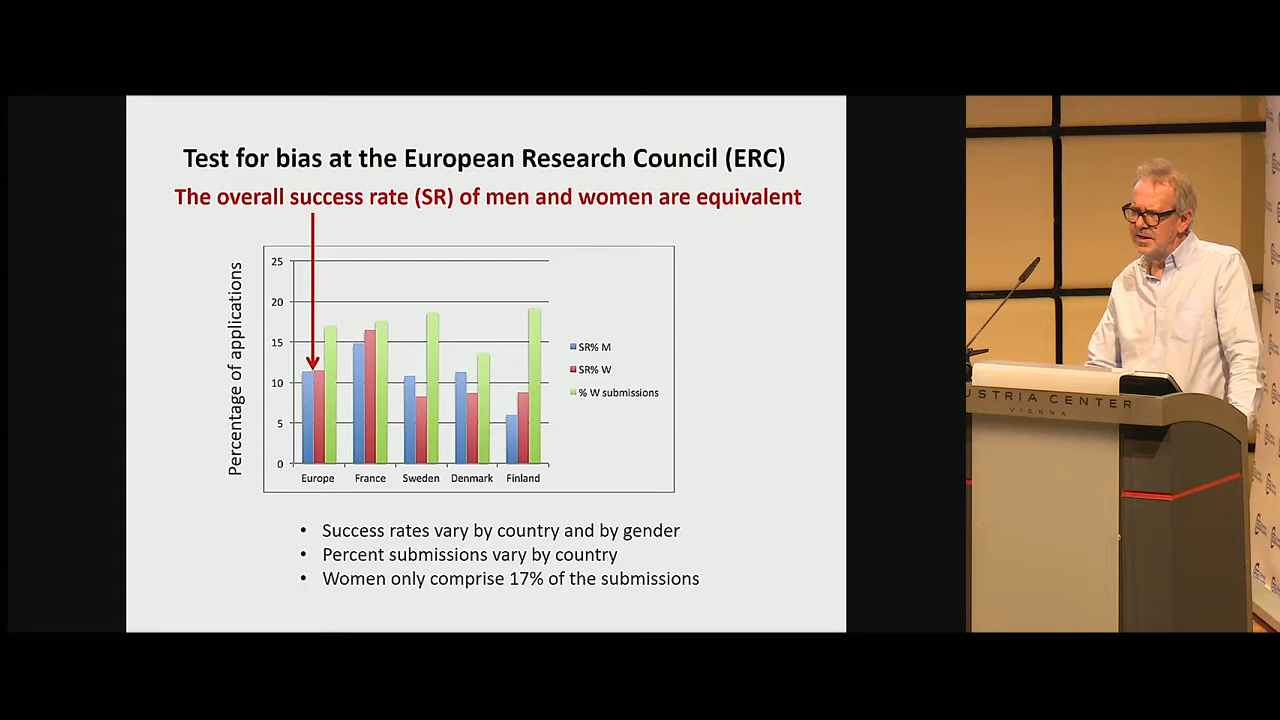 Test for bias at the European Research Council (ERC)
The overall success rate (SR) of men and women are equivalent
Percentage of applications
25
20
15
10
5
0
Europe France Sweden Denmark Finland
SR% M
SR% W
% W submissions
• Success rates vary by country and by gender
• Percent submissions vary by country
• Women only comprise 17% of the submissions
USTRIA CENTER
VIENNA